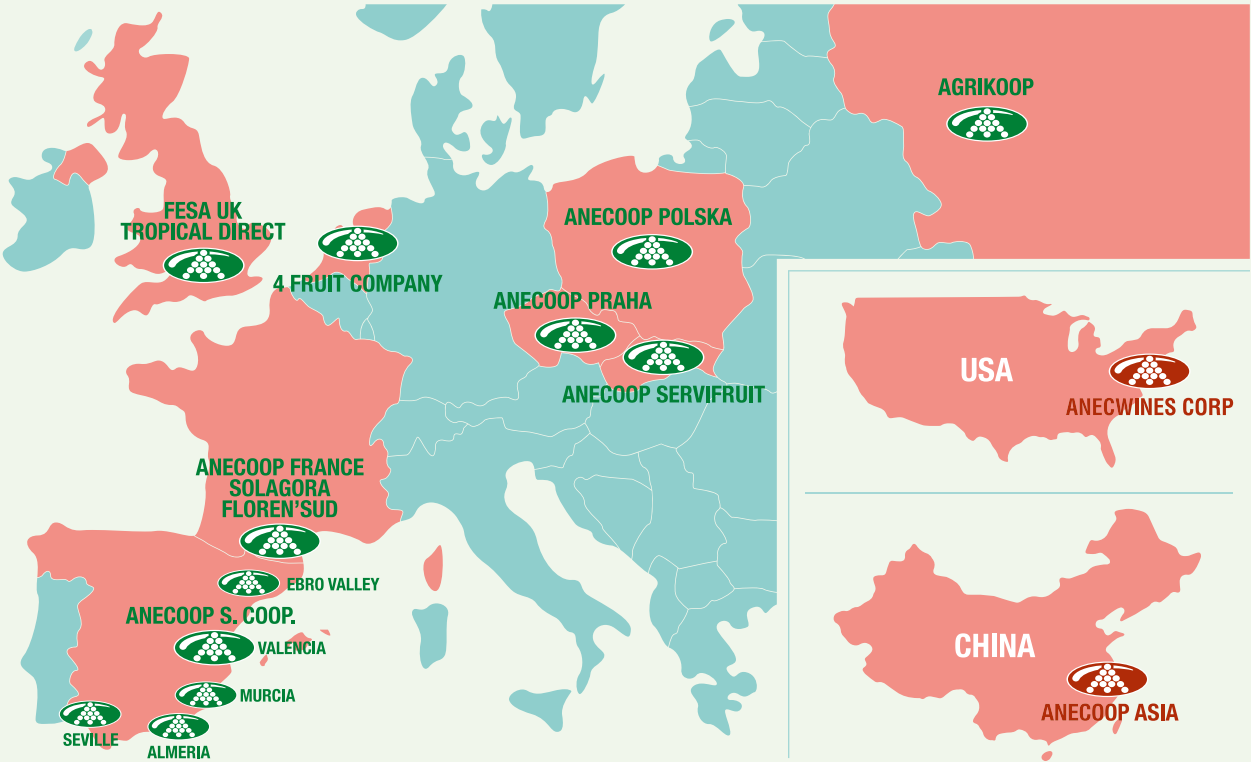 AGRIKOOP
FESA UK
TROPICAL DIRECT
ANECOOP POLSKA
4 FRUIT COMPANY
ANECOOP PRAHA
ANECOOP SERVIFRUIT
USA
ANECWINES CORP
ANECOOP FRANCE
SOLAGORA
FLOREN'SUD
EBRO VALLEY
ANECOOP S. COOP.
VALENCIA
MURCIA
SEVILLE
ALMERIA
CHINA
ANECOOP ASIA